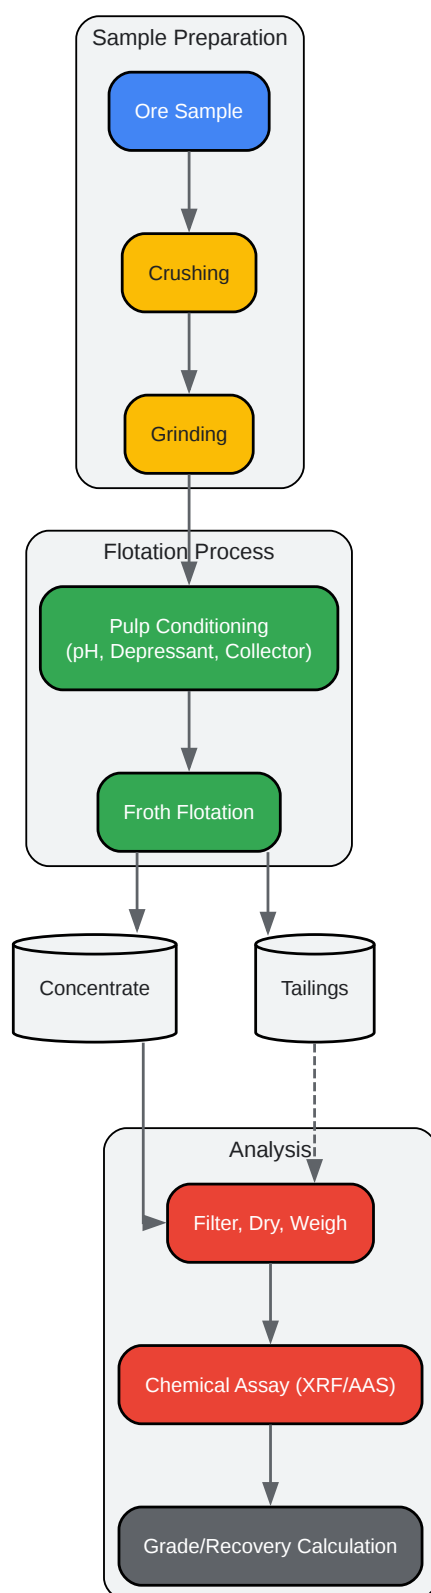 Sample Preparation
Ore Sample
Crushing
Grinding
Flotation Process
Pulp Conditioning
(pH, Depressant, Collector)
Froth Flotation
Concentrate
Tailings
Analysis
Filter, Dry, Weigh
Chemical Assay (XRF/AAS)
Grade/Recovery Calculation